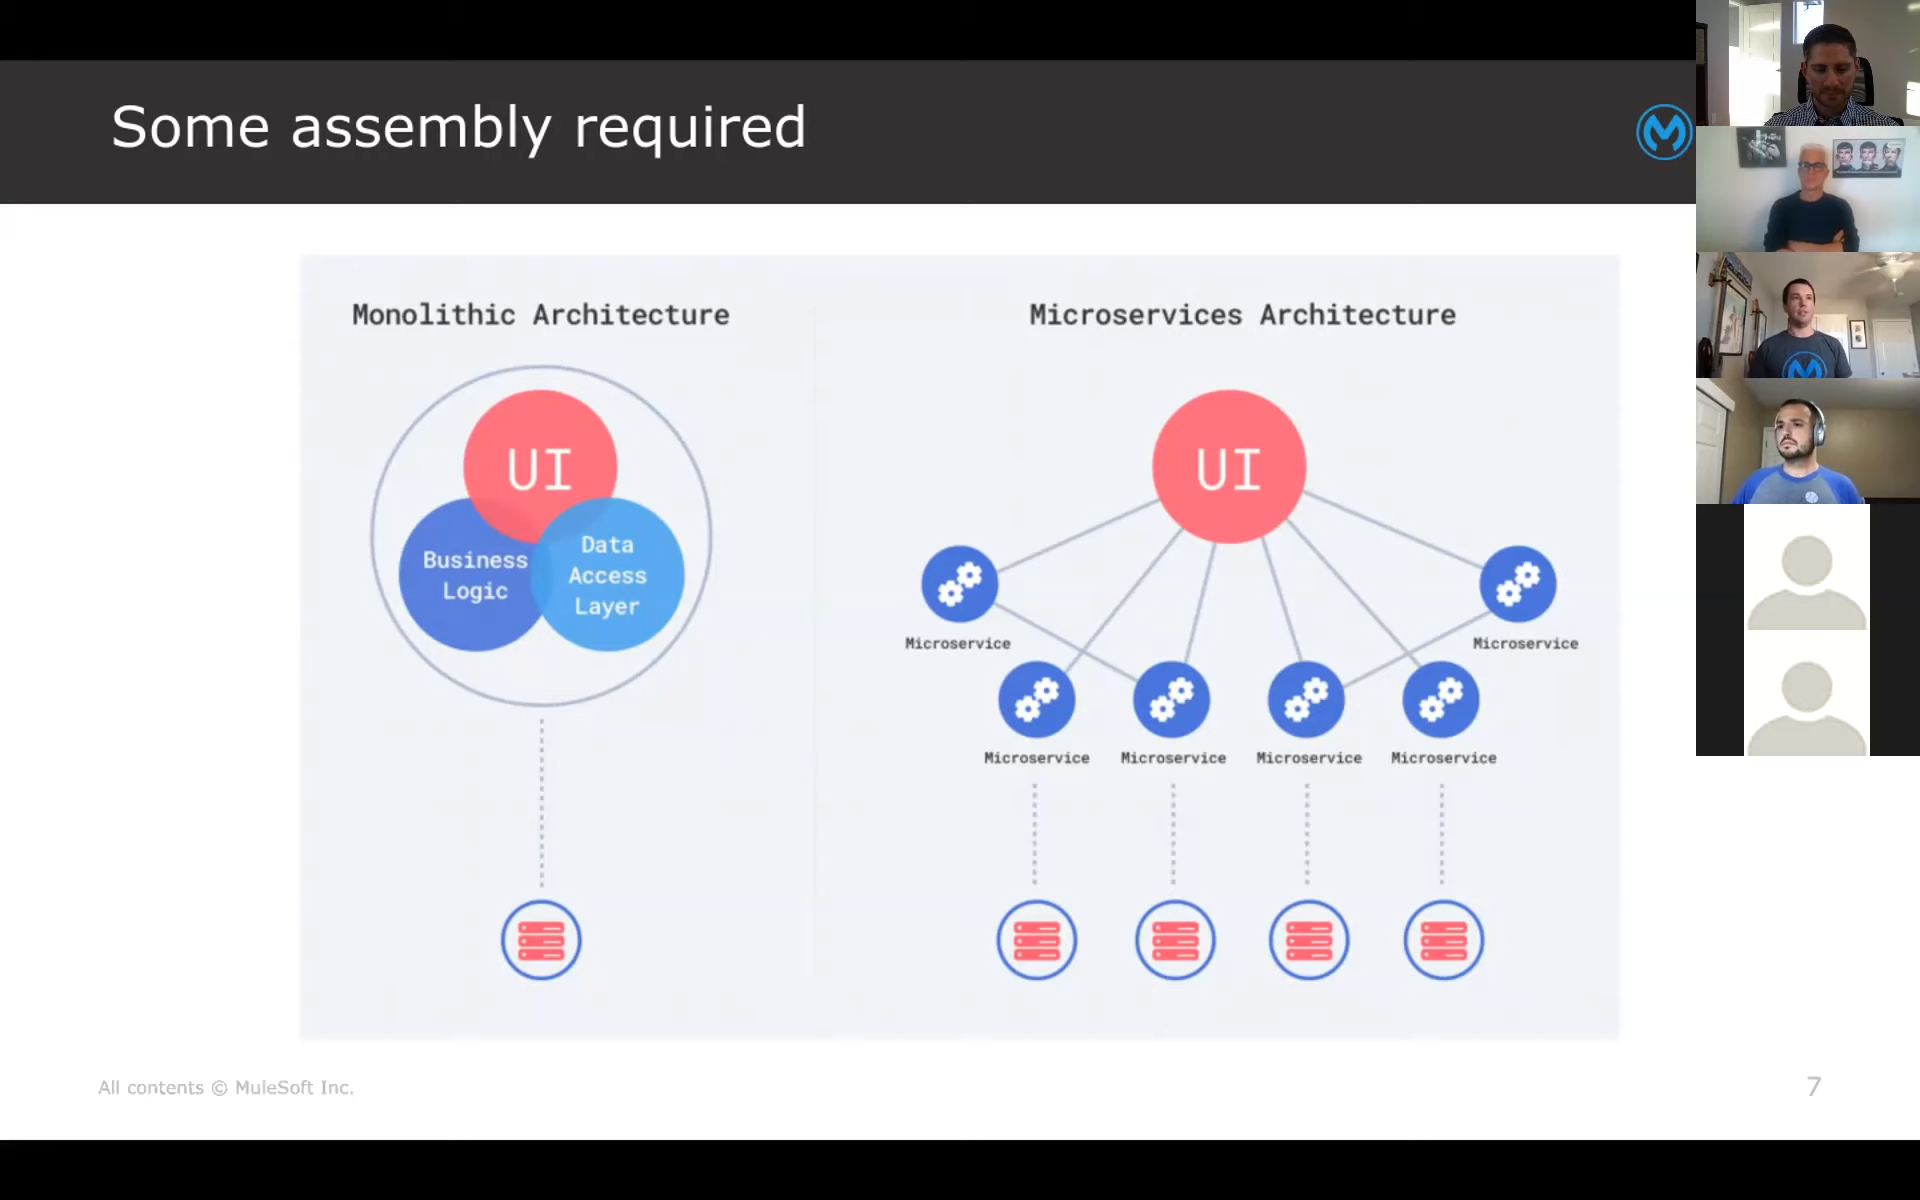 Some assembly required
Monolithic Architecture
UI
Business
Logic
Data
Access
Layer
Microservices Architecture
UI
Microservice
Microservice
Microservice
Microservice
Microservice
Microservice
All contents © MuleSoft Inc.
7